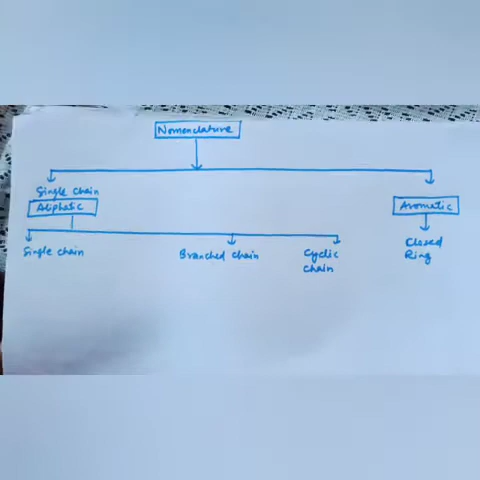 Nomenclature
Single chain
Aliphatic
Aromatic
Single chain
Branched chain
Cyclic
chain
Closed
Ring